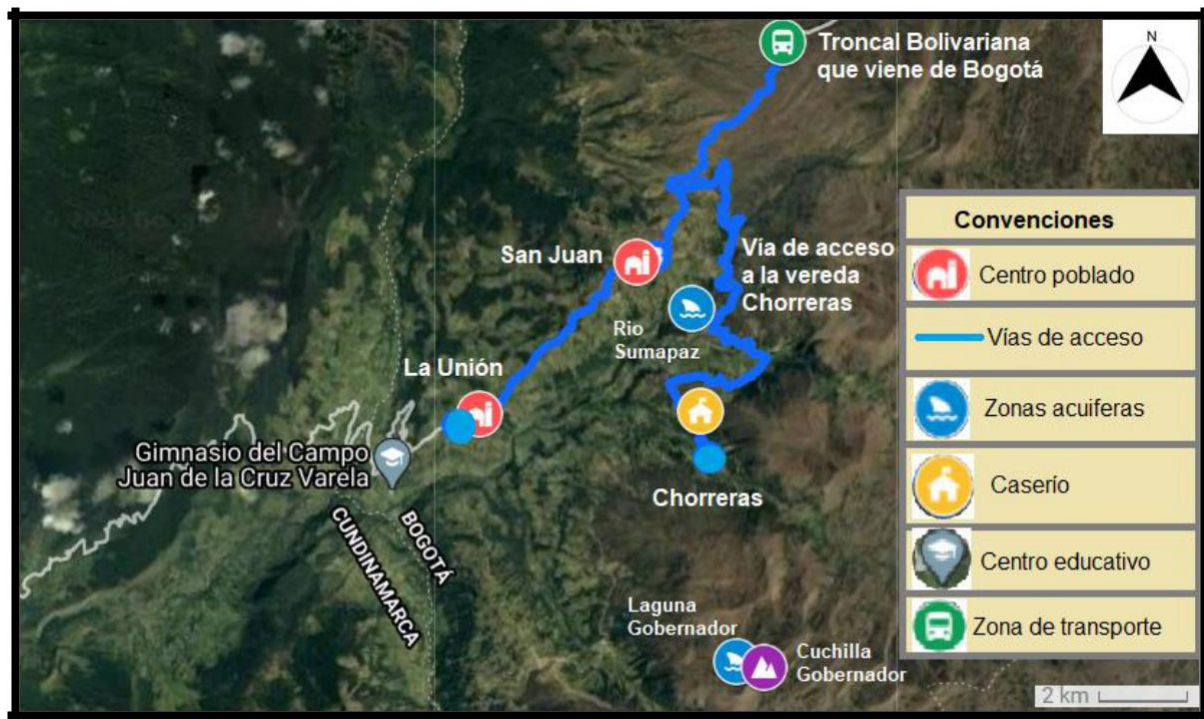 Troncal Bolivariana
que viene de Bogotá
N
Convenciones
San Juan
Vía de acceso
a la vereda
Chorreras
Centro poblado
Rio
Sumapaz
Vías de acceso
La Unión
Zonas acuiferas
Gimnasio del Campo
Juan de la Cruz Varela
Caserío
Chorreras
BOGOTÁ
CUNDINAMARCA
Centro educativo
Laguna
Gobernador
Zona de transporte
Cuchilla
Gobernador
2 km